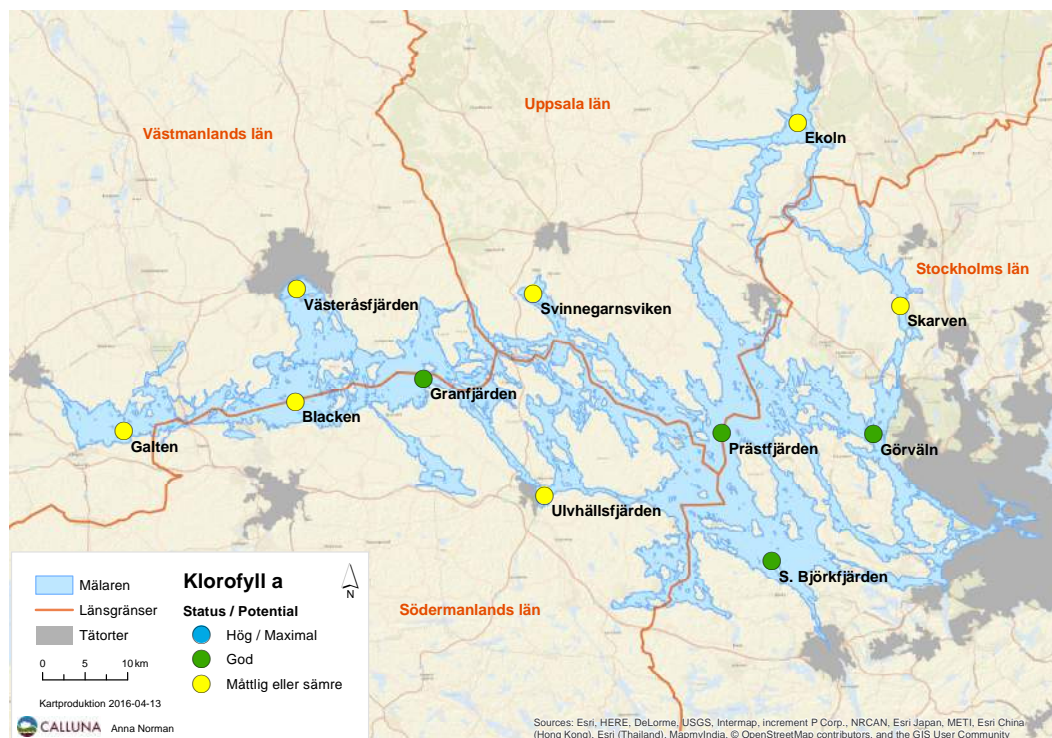 Uppsala län
Västmanlands län
Ekoln
Stockholms län
Västeråsfjärden
Svinnegarnsviken
Skarven
Granfjärden
Blacken
Galten
Prästfjärden
Görväln
Ulvhällsfjärden
S. Björkfjärden
Södermanlands län
Mälaren
Länsgränser
Tätorter
0 5 10 km
Klorofyll a
N
Status / Potential
Hög / Maximal
God
Måttlig eller sämre
Kartproduktion 2016-04-13
CALLUNA Anna Norman
Sources: Esri, HERE, DeLorme, USGS, Intermap, increment P Corp., NRCAN, Esri Japan, METI, Esri China
(Hong Kong), Esri (Thailand), MapmyIndia, © OpenStreetMap contributors, and the GIS User Community